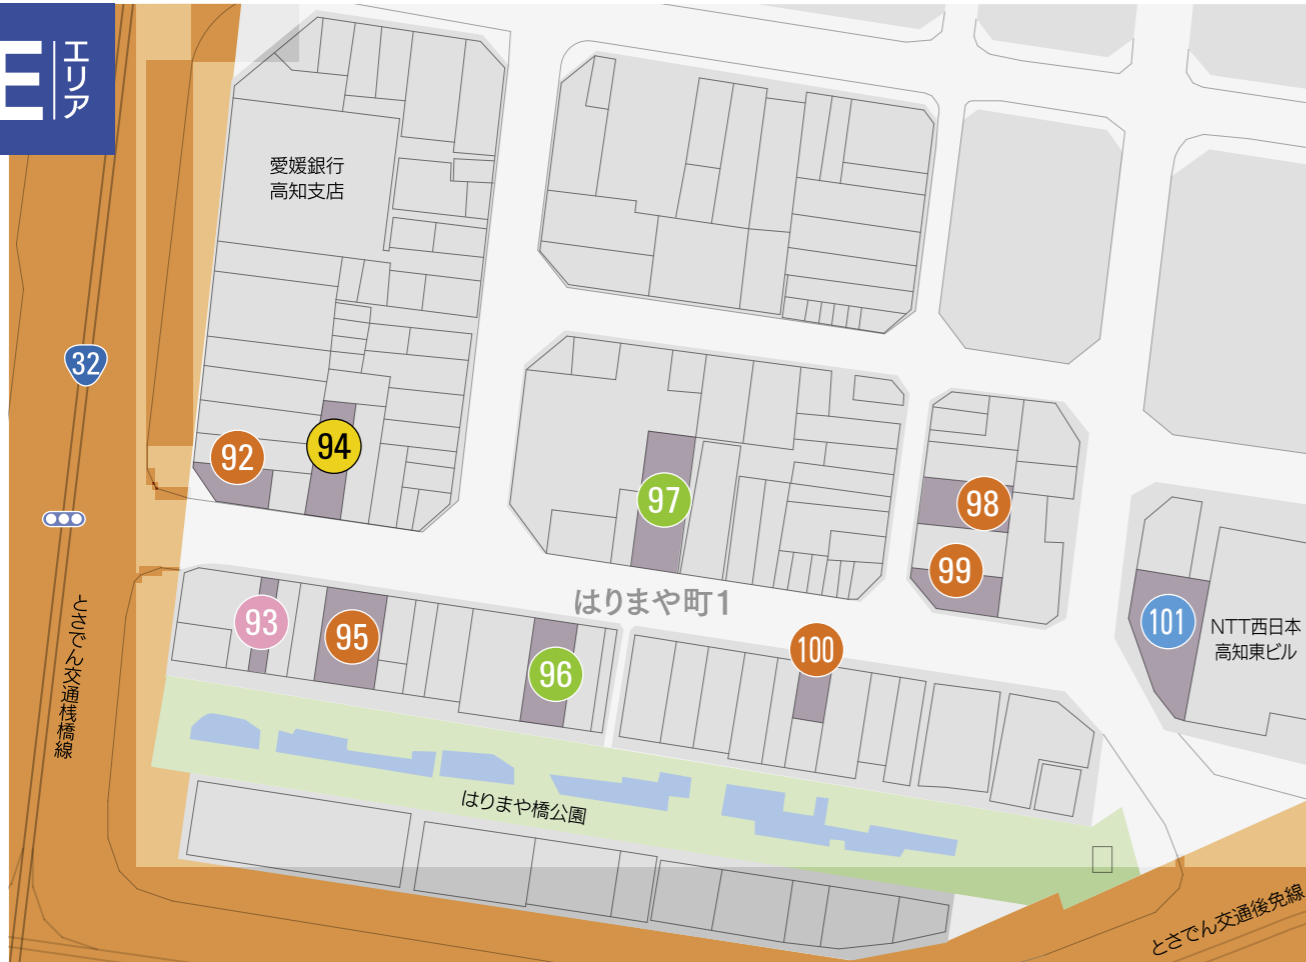 E
エリア
愛媛銀行
高知支店
32
92
94
97
98
99
はりまや町1
93
95
96
100
101
NTT西日本
高知東ビル
とさでん交通桟橋線
はりまや橋公園
とさでん交通後免線